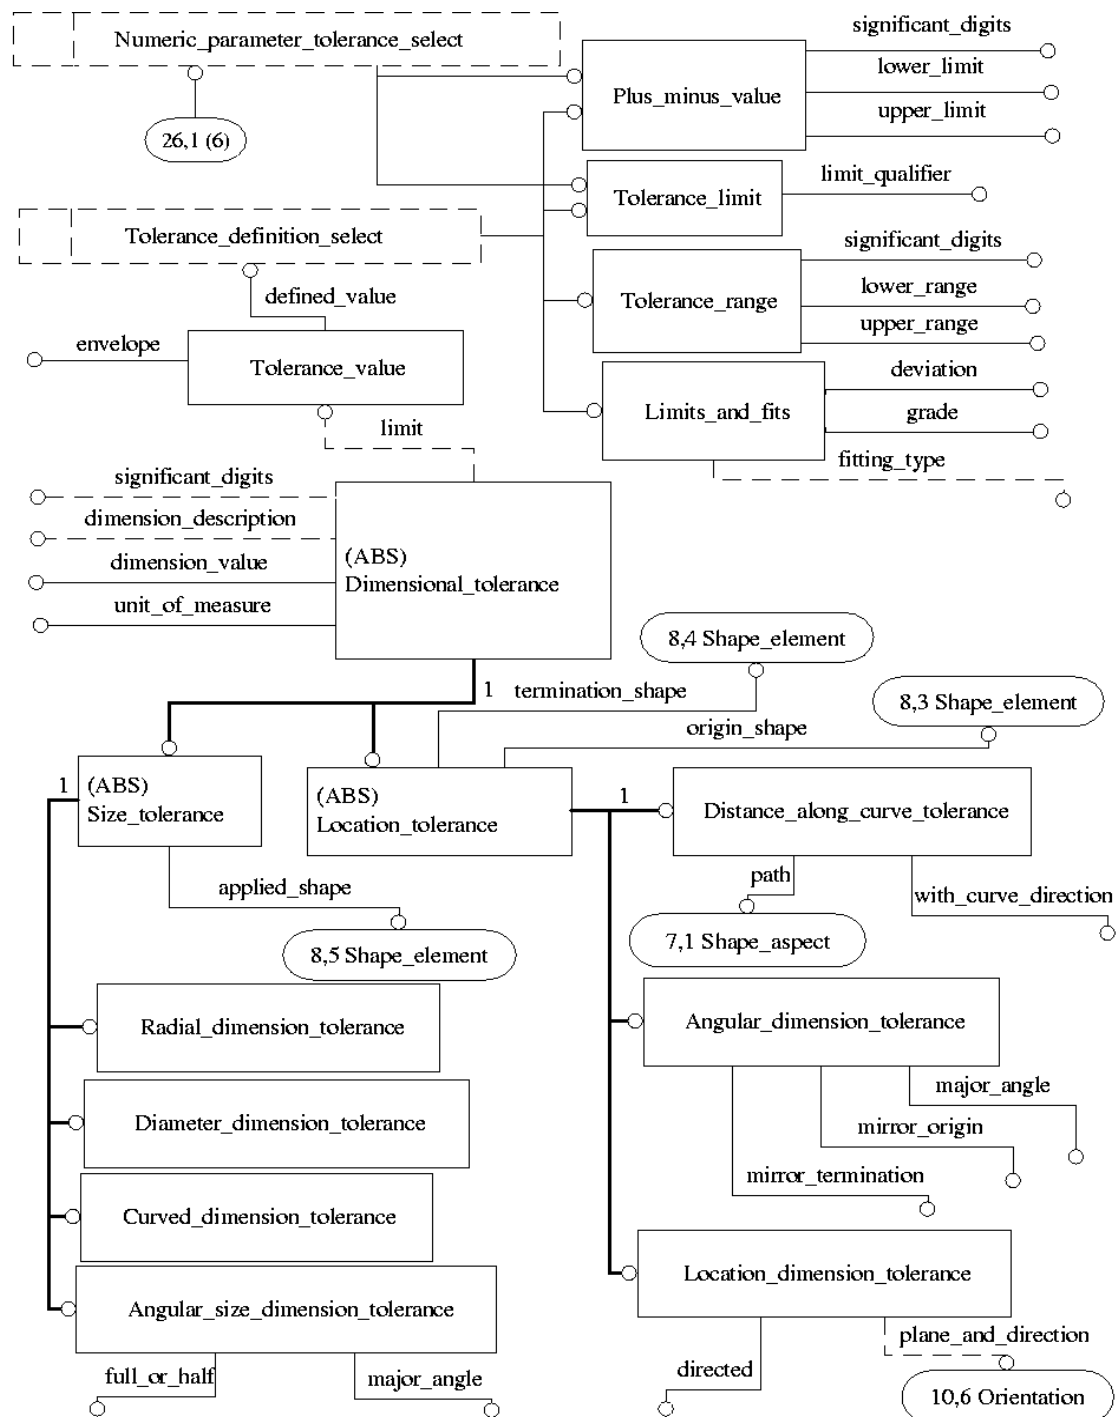 Numeric_parameter_tolerance_select
26,1 (6)
significant_digits
lower_limit
Plus_minus_value
upper_limit
limit_qualifier
Tolerance_limit
Tolerance_definition_select
defined_value
envelope
Tolerance_value
limit
significant_digits
lower_range
Tolerance_range
upper_range
deviation
Limits_and_fits
grade
fitting_type
significant_digits
dimension_description
dimension_value
unit_of_measure
(ABS)
Dimensional_tolerance
1
termination_shape
8,4 Shape_element
origin_shape
8,3 Shape_element
1
(ABS)
Size_tolerance
(ABS)
Location_tolerance
1
Distance_along_curve_tolerance
applied_shape
8,5 Shape_element
path
with_curve_direction
7,1 Shape_aspect
Radial_dimension_tolerance
Angular_dimension_tolerance
major_angle
mirror_origin
mirror_termination
Diameter_dimension_tolerance
Curved_dimension_tolerance
Angular_size_dimension_tolerance
full_or_half
major_angle
Location_dimension_tolerance
directed
plane_and_direction
10,6 Orientation